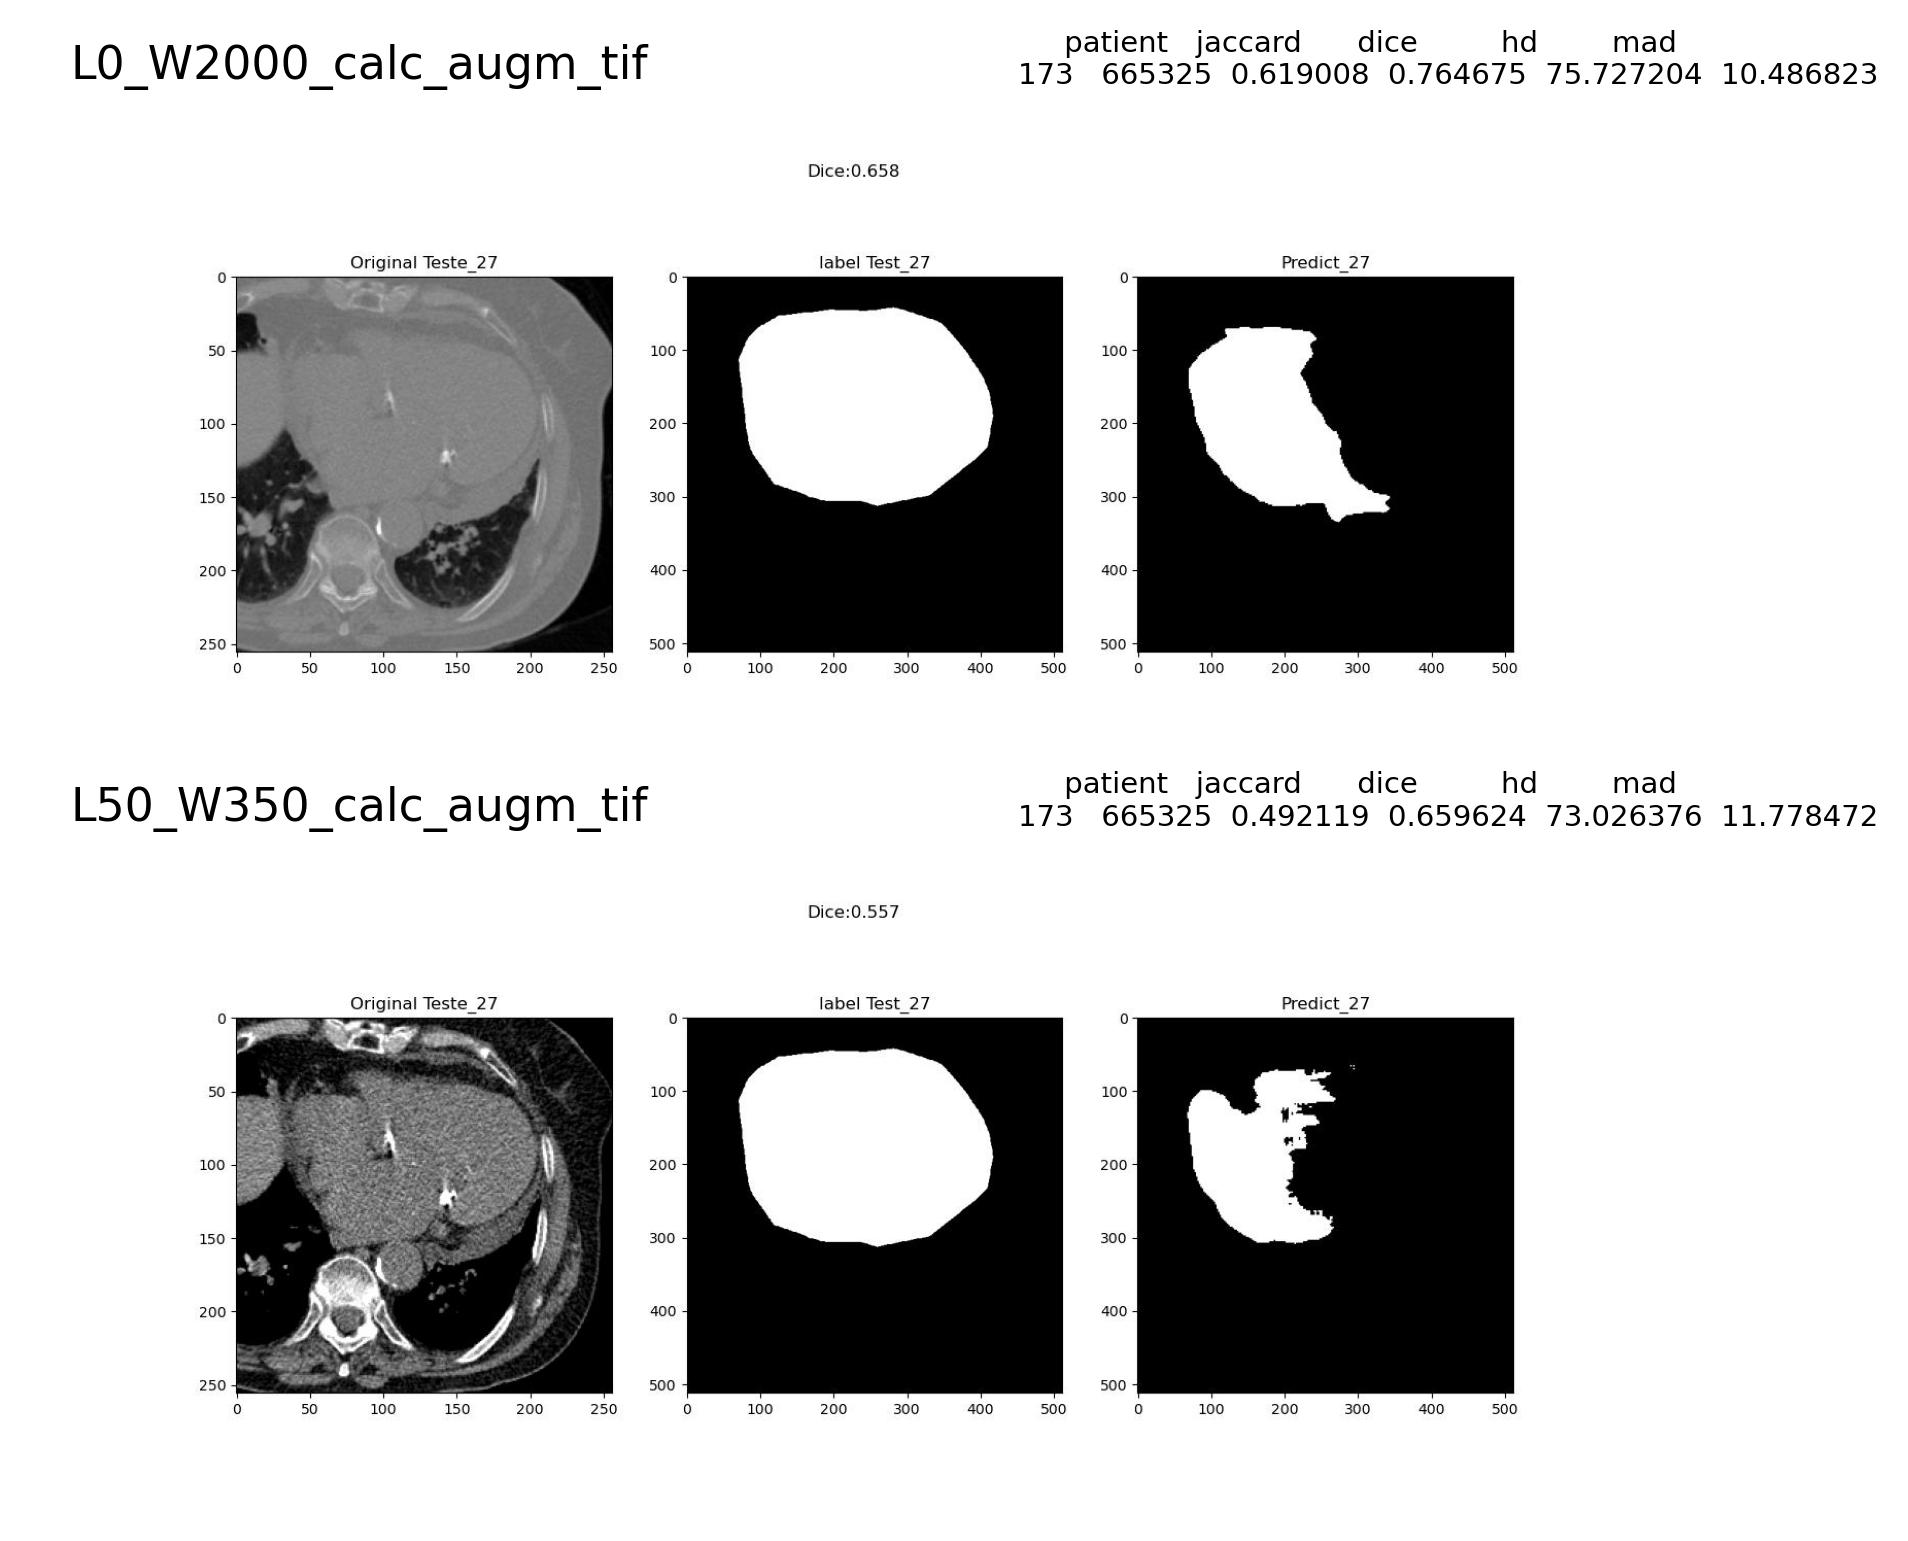 L0_W2000_calc_augm_tif
patient jaccard dice hd mad
173 665325 0.619008 0.764675 75.727204 10.486823
Dice:0.658
Original Teste_27
label Test_27
Predict_27
0
50
100
150
200
250
0 50 100 150 200 250
0
100
200
300
400
500
0 100 200 300 400 500
0
100
200
300
400
500
0 100 200 300 400 500
L50_W350_calc_augm_tif
patient jaccard dice hd mad
173 665325 0.492119 0.659624 73.026376 11.778472
Dice:0.557
Original Teste_27
label Test_27
Predict_27
0
50
100
150
200
250
0 50 100 150 200 250
0
100
200
300
400
500
0 100 200 300 400 500
0
100
200
300
400
500
0 100 200 300 400 500